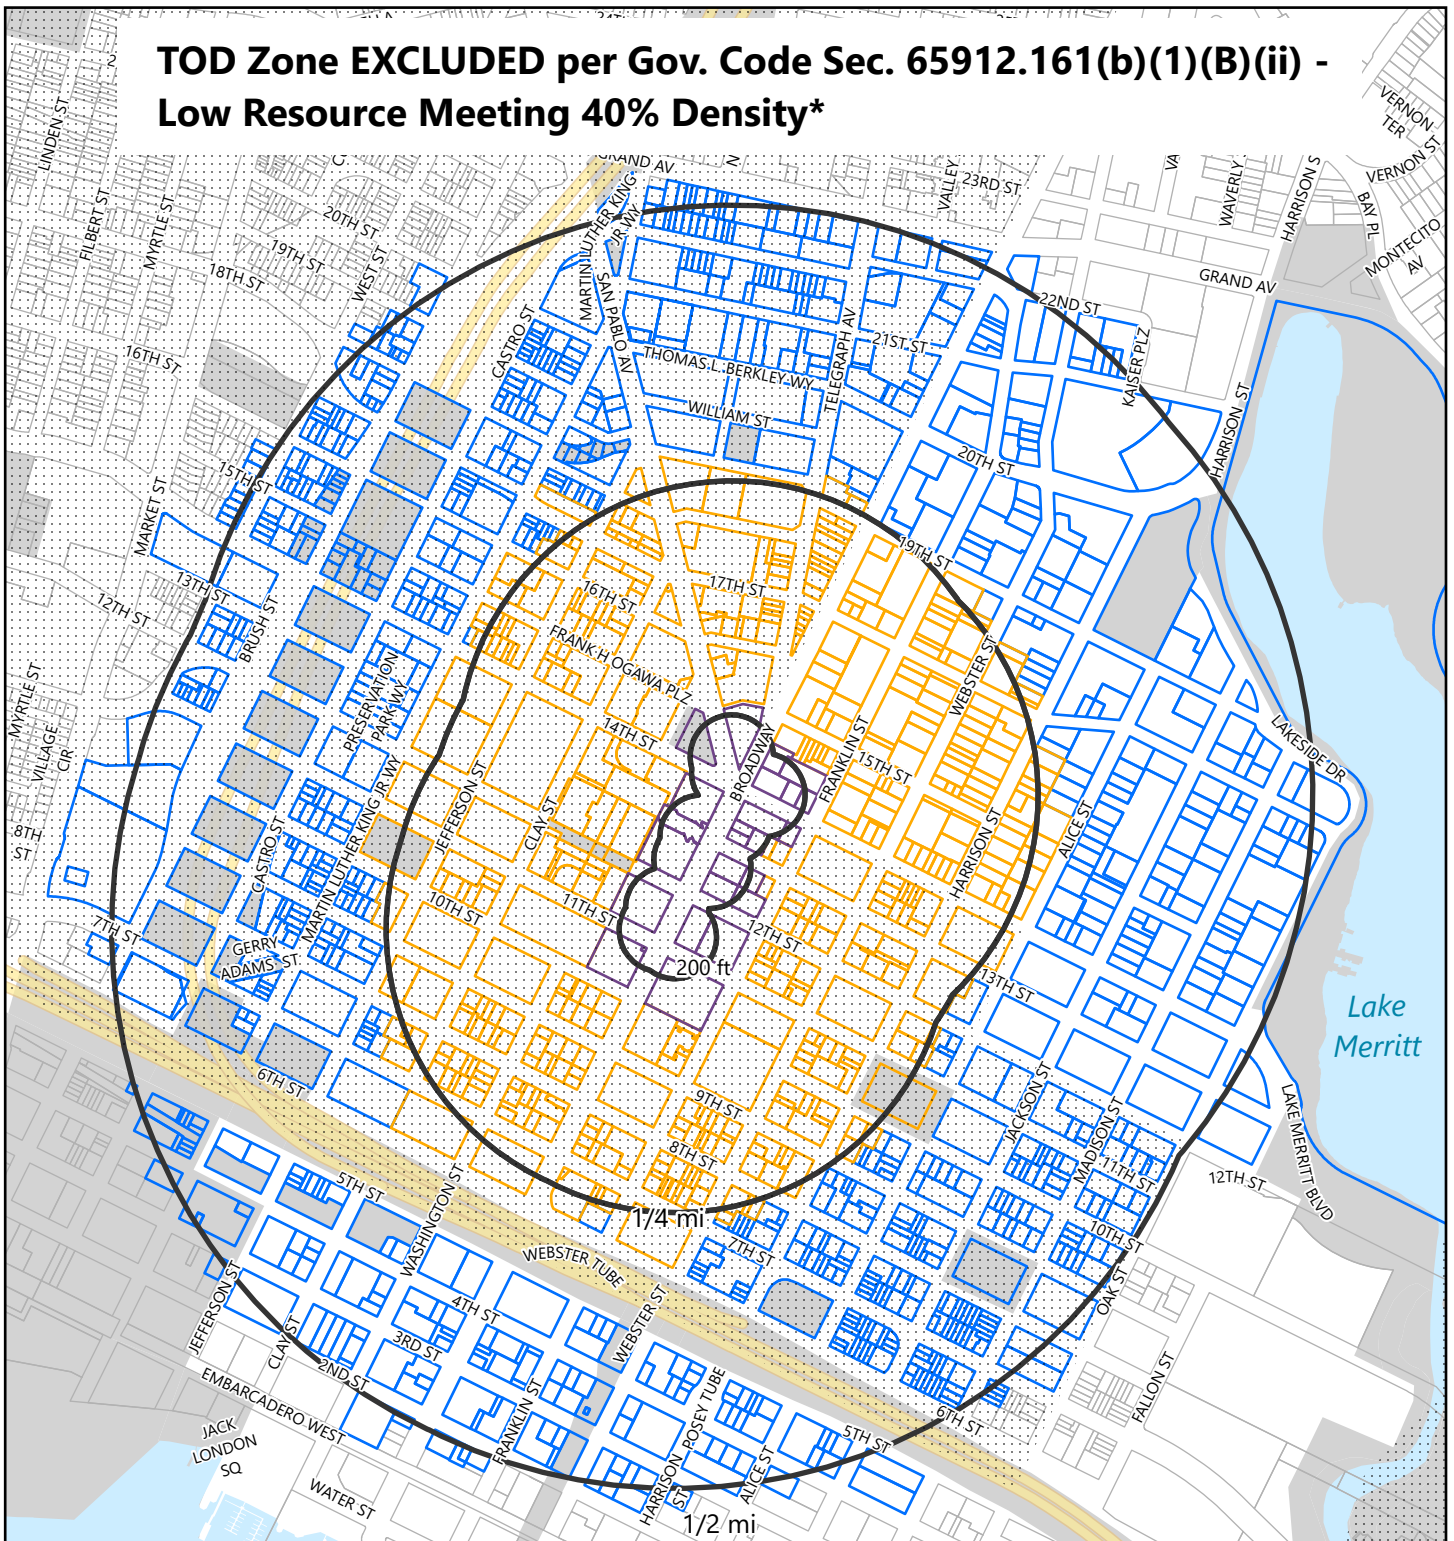 TOD Zone EXCLUDED per Gov. Code Sec. 65912.161(b)(1)(B)(ii) -
Low Resource Meeting 40% Density*
VERNON
TER
VERNON ST
LINDEN ST
GRAND AV
VALLEY
23RD ST
WAVERLY
HARRISON S
BAY PL
MONTECITO
AV
FILBERT ST
MYRTLE ST
20TH ST
19TH ST
18TH ST
WEST ST
MARTIN LUTHER KING
JR WY
SAN PABLO AV
GRAND AV
22ND ST
16TH ST
CASTRO ST
THOMAS L. BERKLEY WY
TELEGRAPH AV
21ST ST
KAISER PLZ
WILLIAM ST
HARRISON ST
20TH ST
15TH ST
MARKET ST
19TH ST
13TH ST
12TH ST
16TH ST
17TH ST
BRUSH ST
FRANK H OGAWA PLZ
WEBSTER ST
PRESERVATION
PARK WY
MYRTLE ST
VILLAGE
CIR
14TH ST
BROADWAY
FRANKLIN ST
15TH ST
LAKESIDE DR
8TH
ST
JEFFERSON ST
CLAY ST
CASTRO ST
MARTIN LUTHER KING JR WY
HARRISON ST
ALICE ST
7TH ST
10TH ST
11TH ST
12TH ST
GERRY
ADAMS ST
200 ft
13TH ST
Lake
Merritt
6TH ST
9TH ST
8TH ST
JACKSON ST
MADISON ST
11TH ST
12TH ST
LAKE MERRITT BLVD
5TH ST
WASHINGTON ST
1/4 mi
7TH ST
10TH ST
WEBSTER TUBE
OAK ST
JEFFERSON ST
4TH ST
WEBSTER ST
CLAY ST
3RD ST
2ND ST
EMBARCADERO WEST
FRANKLIN ST
POSEY TUBE
FALLON ST
6TH ST
5TH ST
JACK
LONDON
SQ
WATER ST
HARRISON
ST
ALICE ST
1/2 mi